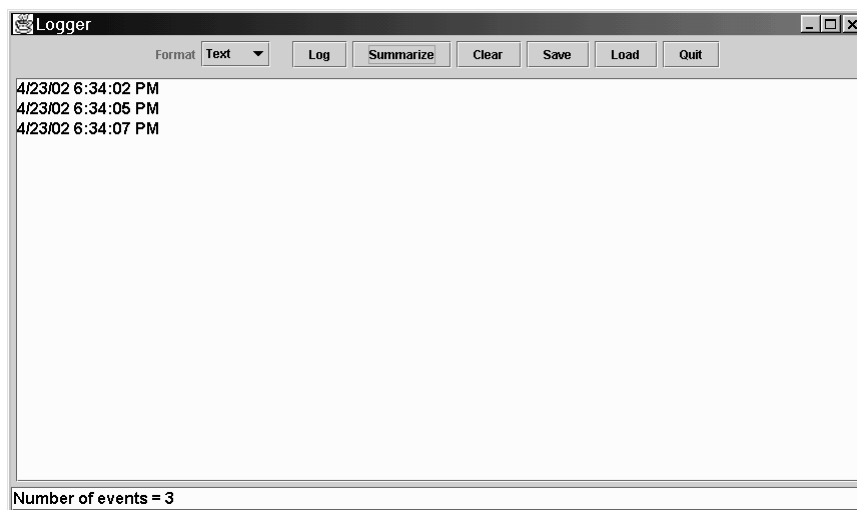 Logger
Format Text Log Summarize Clear Save Load Quit
4/23/02 6:34:02 PM
4/23/02 6:34:05 PM
4/23/02 6:34:07 PM
Number of events = 3